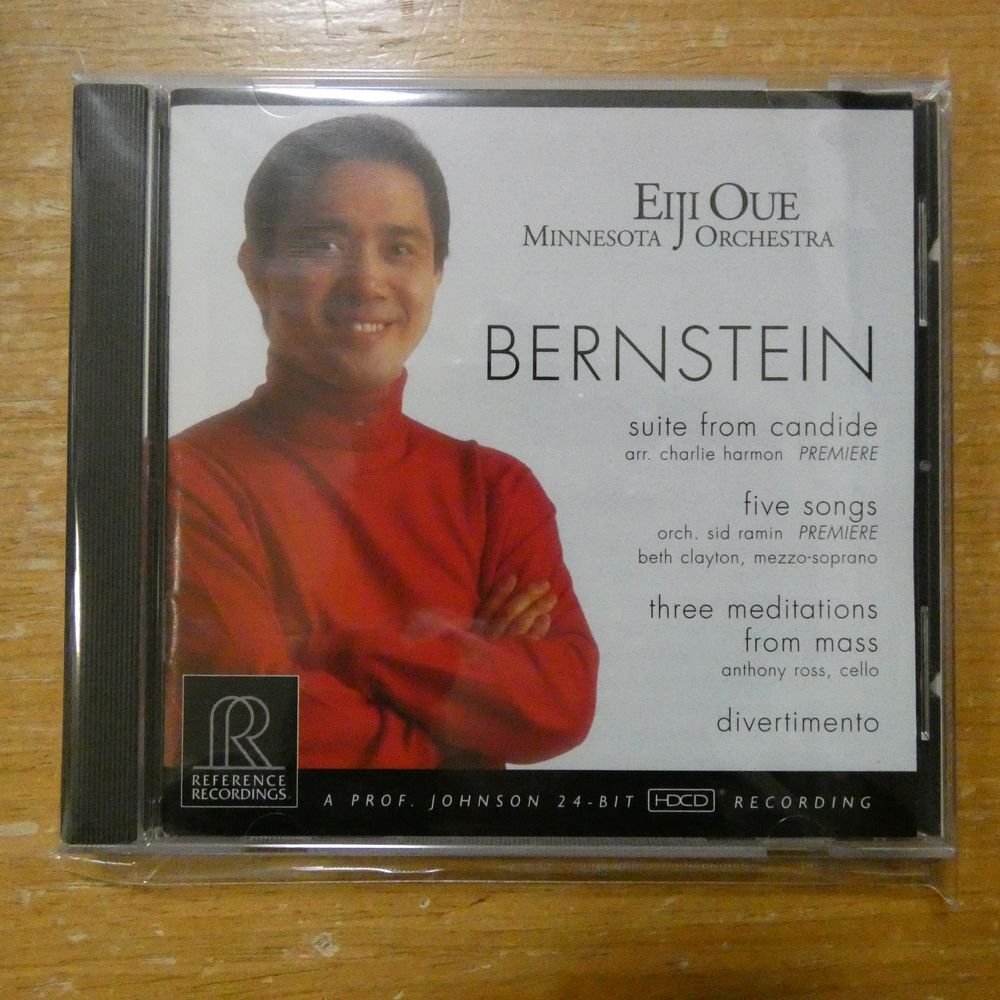 EIJI OUE
MINNESOTA ORCHESTRA
BERNSTEIN
suite from candide
arr. charlie harmon PREMIERE
five songs
orch. sid ramin PREMIERE
beth clayton, mezzo-soprano
three meditations
from mass
anthony ross, cello
divertimento
RR
REFERENCE
RECORDINGS®
A PROF. JOHNSON 24-BIT HDCD® RECORDING